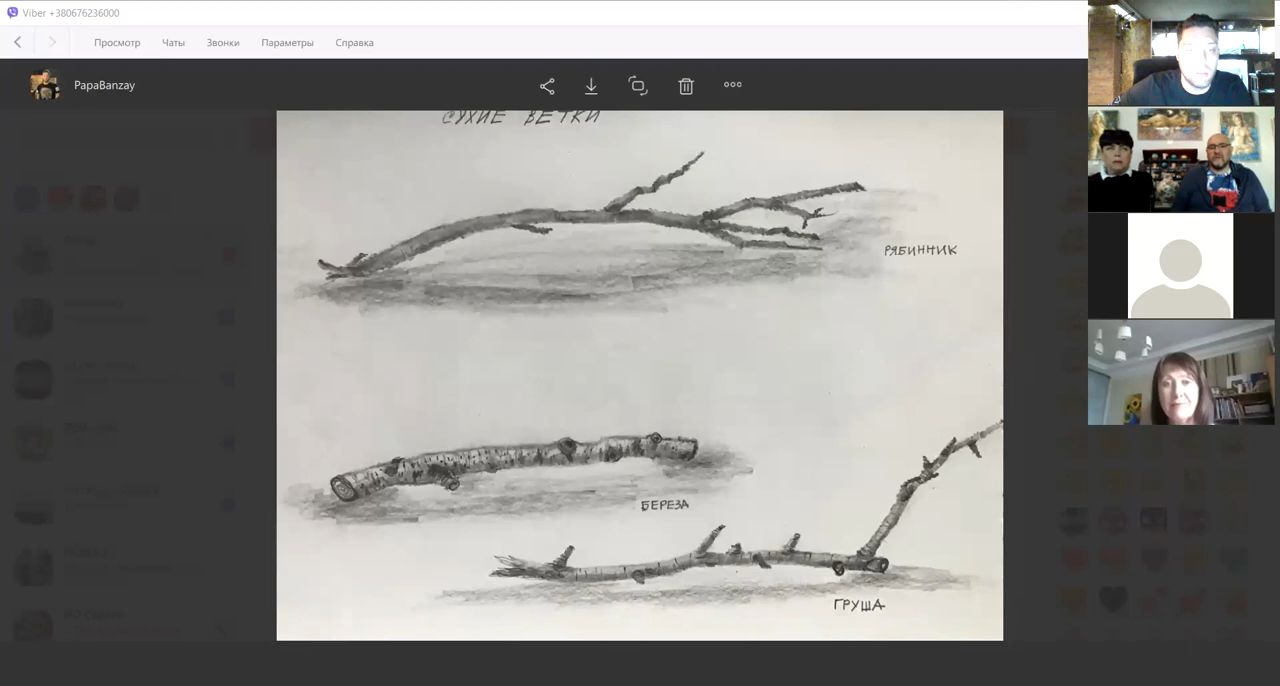 Viber +380676236000
Просмотр Чаты Звонки Параметры Справка
PapaBanzay
СУХИЕ ВЕТКИ
РЯБИННИК
БЕРЕЗА
ГРУША